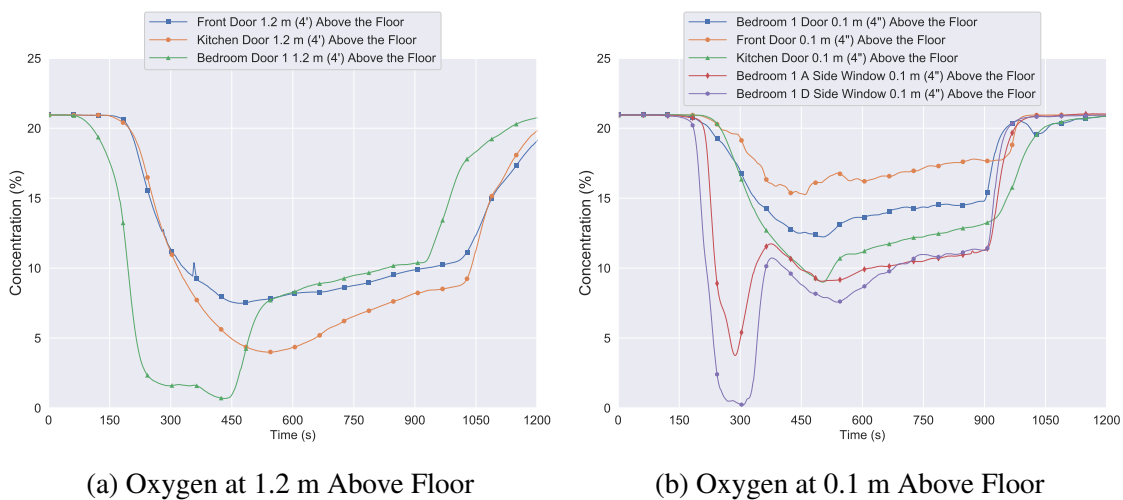 Front Door 1.2 m (4') Above the Floor
Kitchen Door 1.2 m (4') Above the Floor
Bedroom Door 1 1.2 m (4') Above the Floor
25
20
15
10
5
0
Concentration (%)
0 150 300 450 600 750 900 1050 1200
Time (s)
(a) Oxygen at 1.2 m Above Floor
Bedroom 1 Door 0.1 m (4") Above the Floor
Front Door 0.1 m (4") Above the Floor
Kitchen Door 0.1 m (4") Above the Floor
Bedroom 1 A Side Window 0.1 m (4") Above the Floor
Bedroom 1 D Side Window 0.1 m (4") Above the Floor
25
20
15
10
5
0
Concentration (%)
0 150 300 450 600 750 900 1050 1200
Time (s)
(b) Oxygen at 0.1 m Above Floor